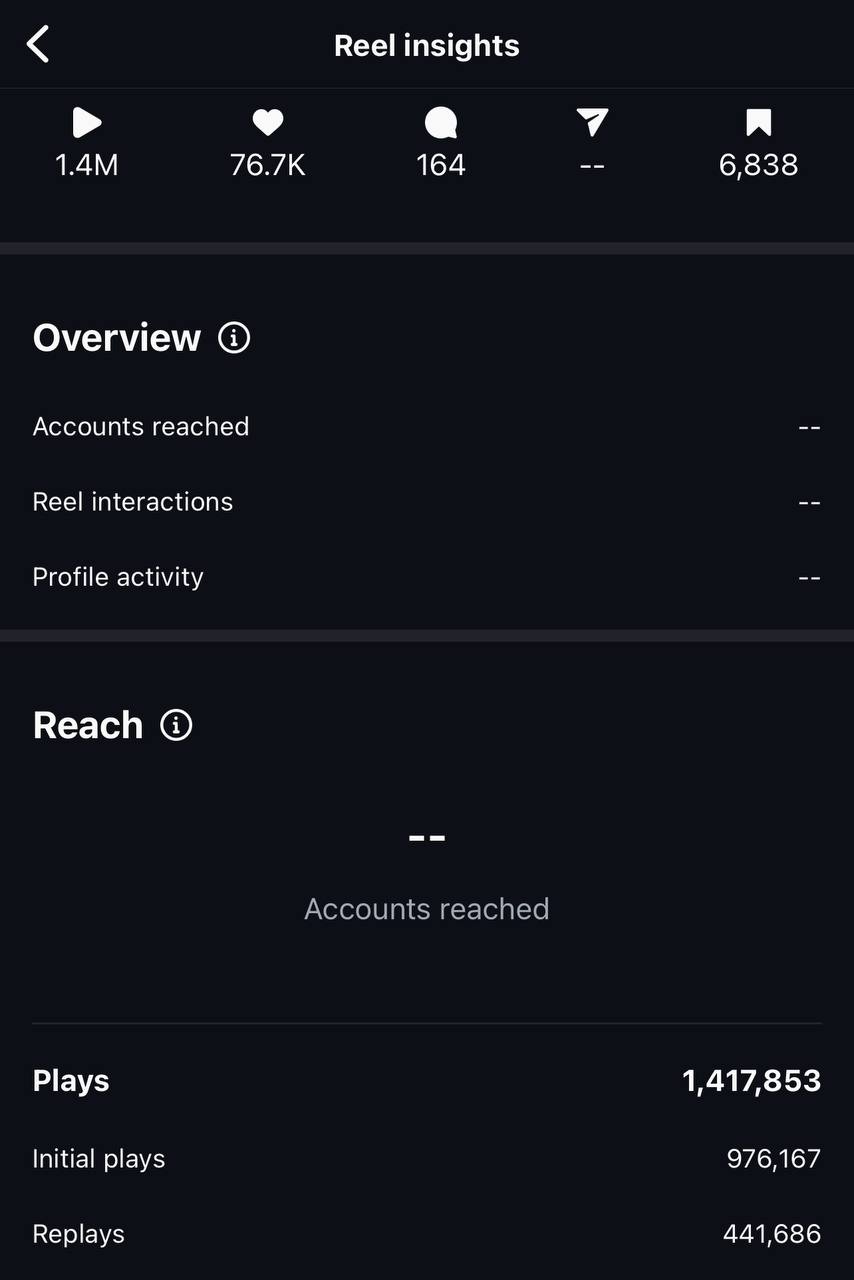 Reel insights
1.4M 76.7K 164 -- 6,838
Overview
Accounts reached --
Reel interactions --
Profile activity --
Reach
--
Accounts reached
Plays 1,417,853
Initial plays 976,167
Replays 441,686